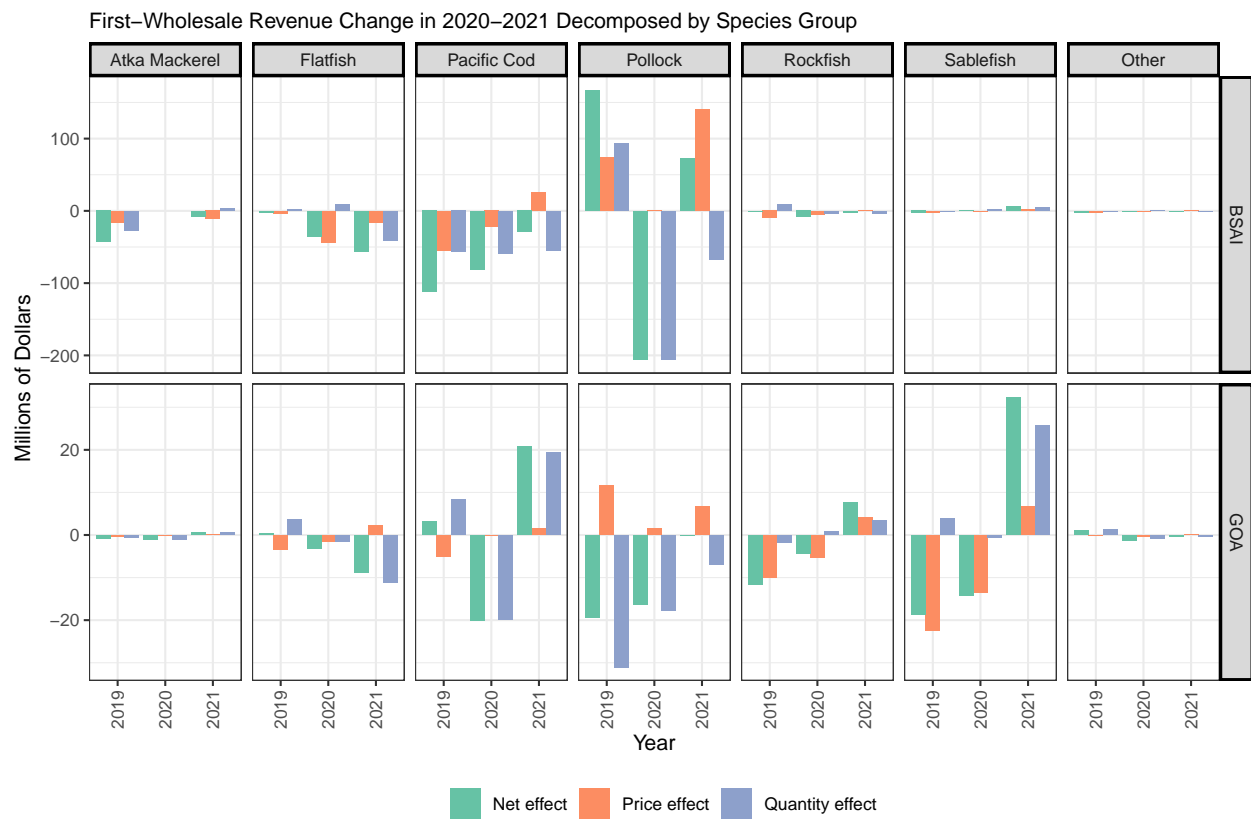 First−Wholesale Revenue Change in 2020−2021 Decomposed by Species Group
Atka Mackerel Flatfish Pacific Cod Pollock Rockfish Sablefish Other
100
0
−100
−200
BSAI
20
0
−20
GOA
Millions of Dollars
2019 2020 2021 2019 2020 2021 2019 2020 2021 2019 2020 2021 2019 2020 2021 2019 2020 2021 2019 2020 2021
Year
Net effect Price effect Quantity effect